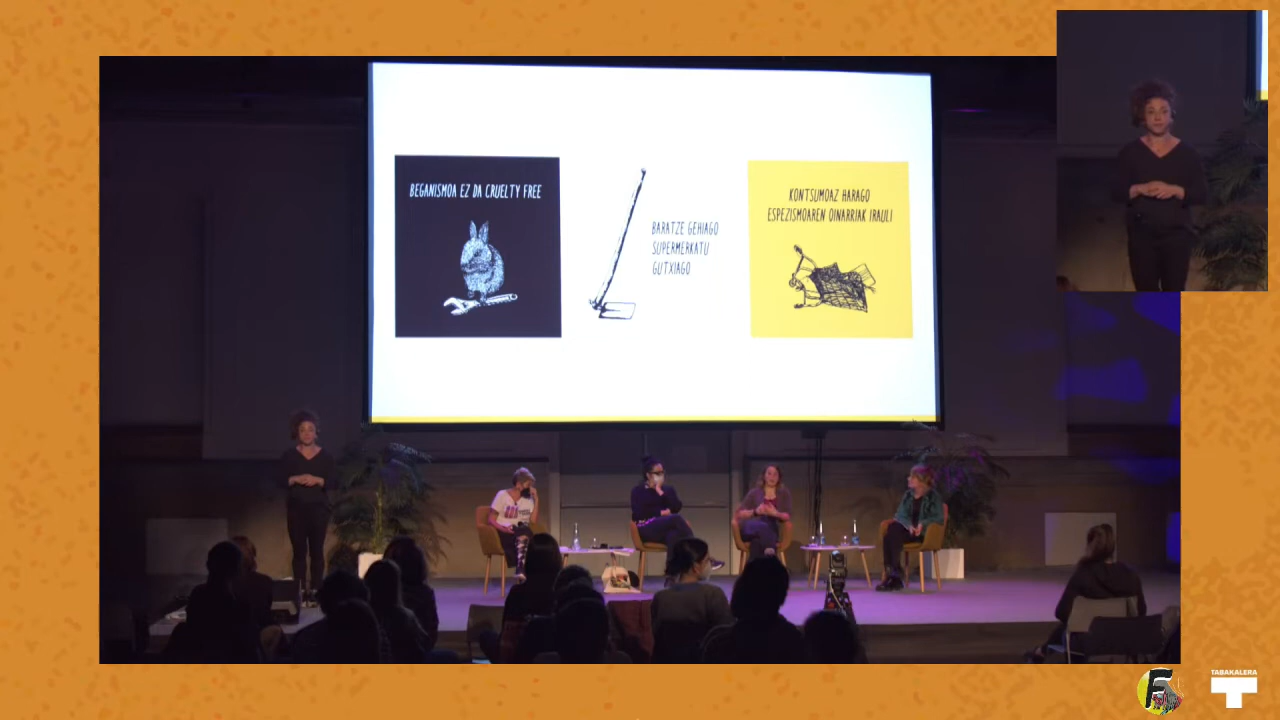 BEGANISMOA EZ DA CRUELTY FREE
BARATZE GEHIAGO
SUPERMERKATU
GUTXIAGO
KONTSUMOAZ HARAGO
ESPEZISMOAREN OINARRIAK IRAULI
TABAKALERA